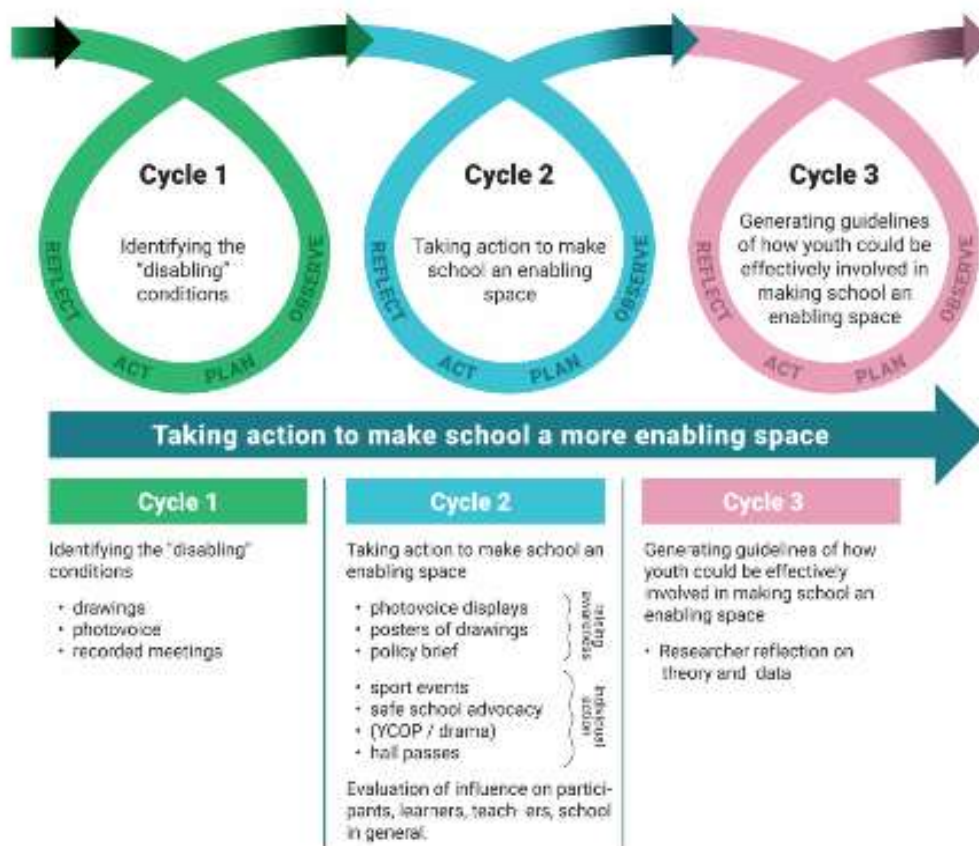 Cycle 1
Identifying the
"disabling"
conditions
REFLECT
ACT
PLAN
OBSERVE
Cycle 2
Taking action to make
school an enabling
space
REFLECT
ACT
PLAN
OBSERVE
Cycle 3
Generating guidelines
of how youth could be
effectively involved in
making school an
enabling space
REFLECT
ACT
PLAN
OBSERVE
Taking action to make school a more enabling space
Cycle 1
Identifying the "disabling"
conditions
• drawings
• photovoice
• recorded meetings
Cycle 2
Taking action to make school an
enabling space
• photovoice displays
• posters of drawings
• policy brief
raising
awareness
• sport events
• safe school advocacy
• (YCOP / drama)
• hall passes
Individual
action
Evaluation of influence on partici-
pants, learners, teach- ers, school
in general.
Cycle 3
Generating guidelines of how
youth could be effectively
involved in making school an
enabling space
• Researcher reflection on
theory and data